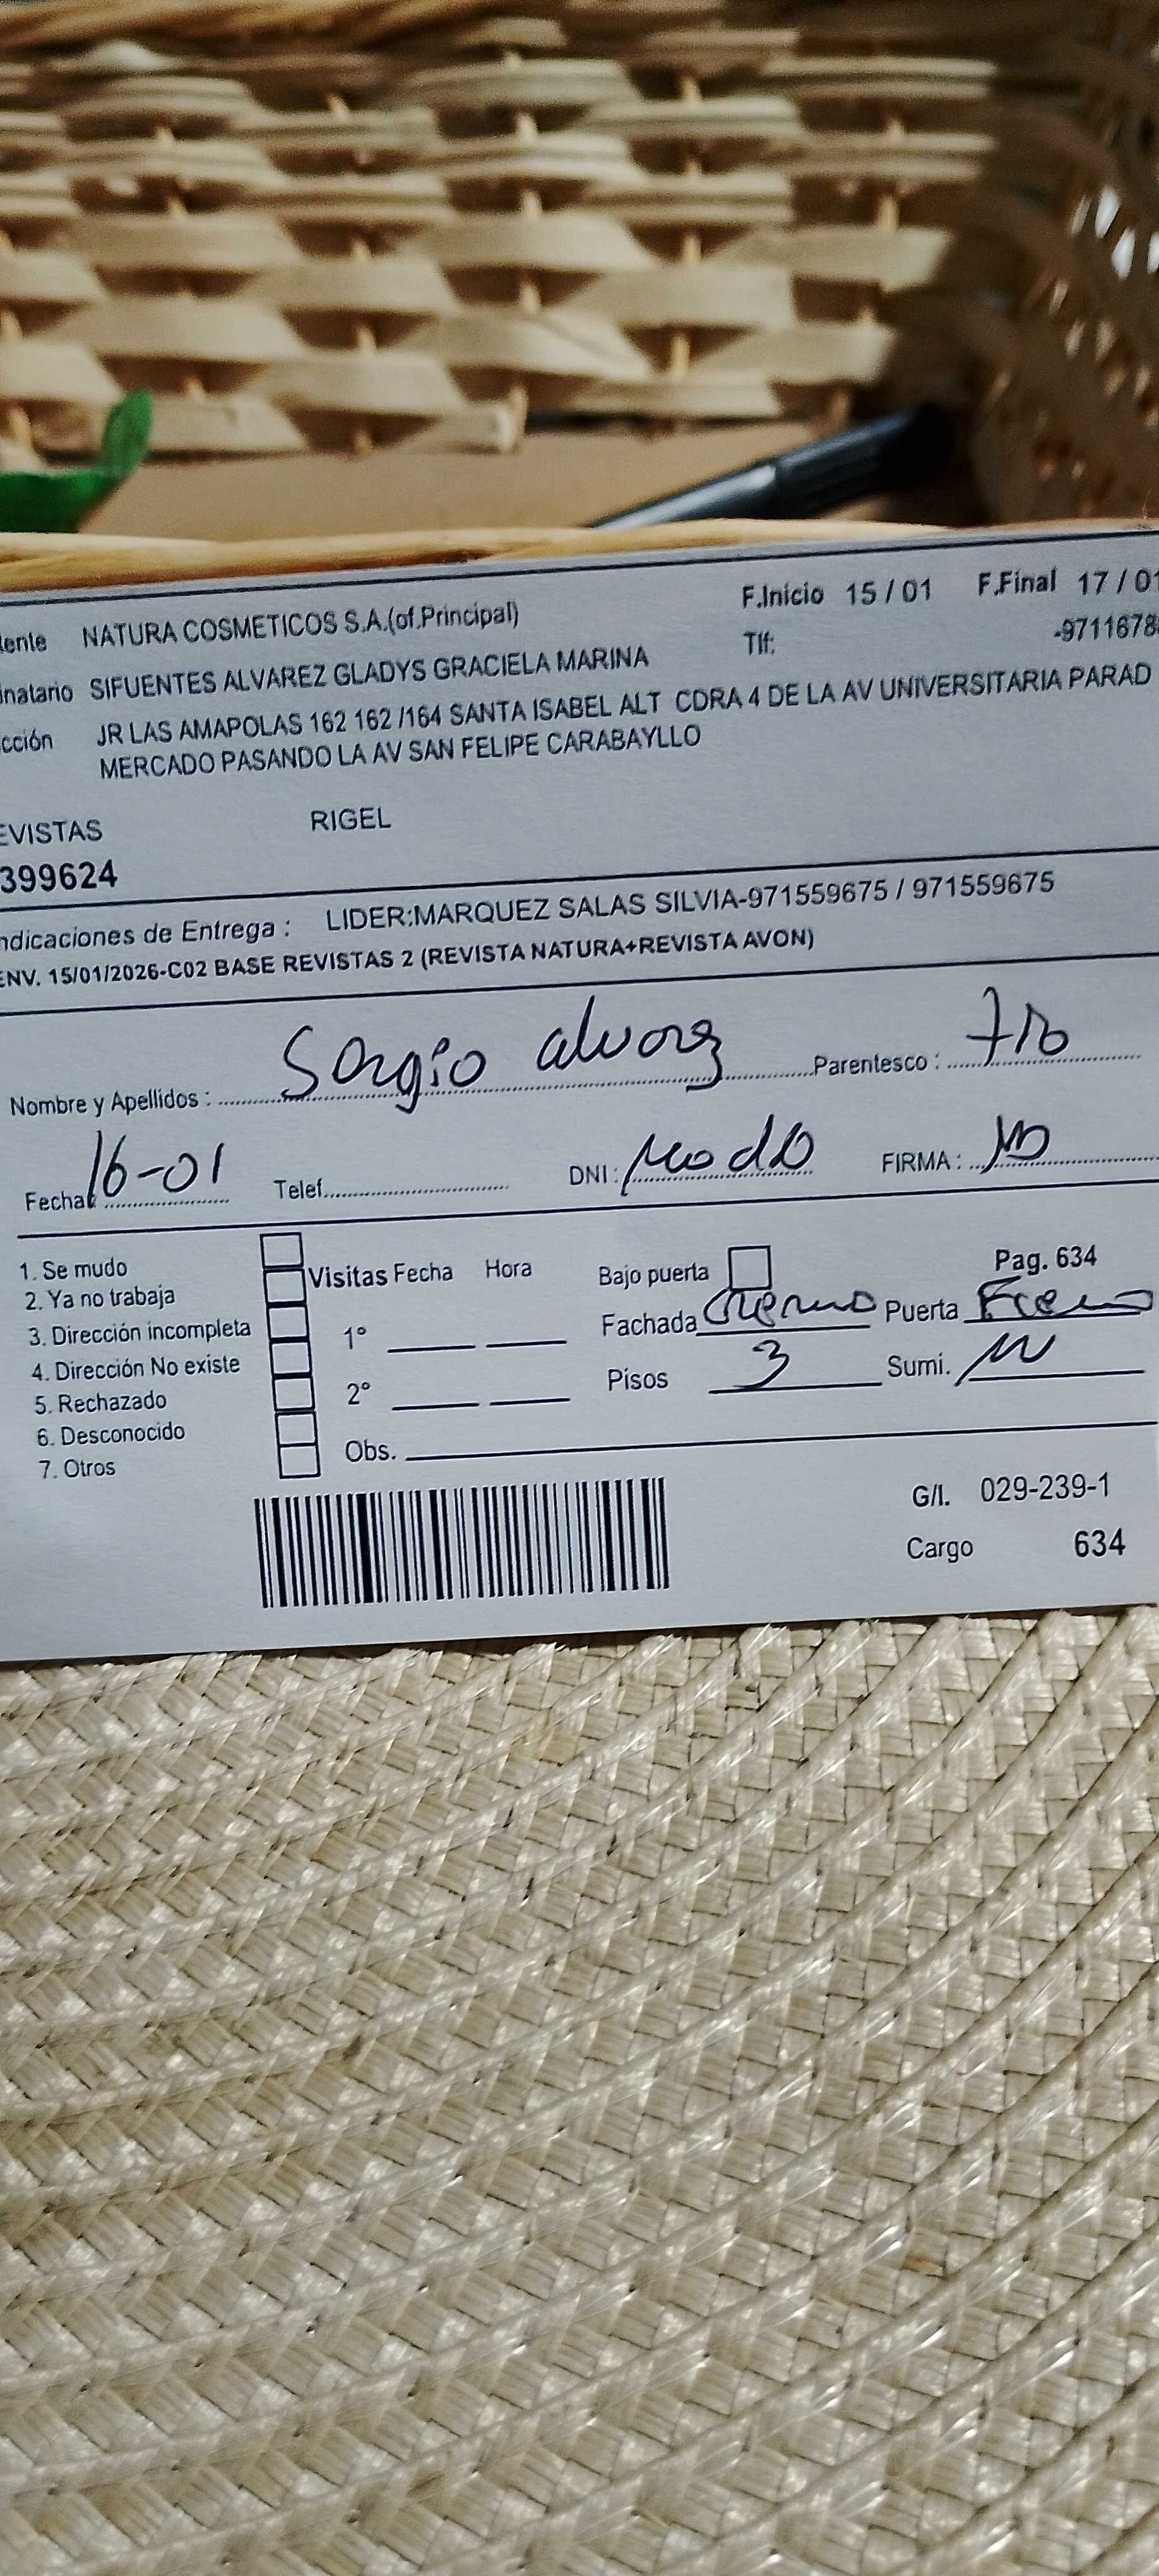 ente NATURA COSMETICOS S.A.(of.Principal) F.Inicio 15 / 01 F.Final 17 / 01
inatario SIFUENTES ALVAREZ GLADYS GRACIELA MARINA Tlf: -9711678
cción JR LAS AMAPOLAS 162 162 /164 SANTA ISABEL ALT CDRA 4 DE LA AV UNIVERSITARIA PARAD
MERCADO PASANDO LA AV SAN FELIPE CARABAYLLO
EVISTAS RIGEL
399624
ndicaciones de Entrega : LIDER:MARQUEZ SALAS SILVIA-971559675 / 971559675
ENV. 15/01/2026-C02 BASE REVISTAS 2 (REVISTA NATURA+REVISTA AVON)
Nombre y Apellidos : Sergio alvarez Parentesco :
Fecha: 16-01 Telef. DNI : FIRMA :
1. Se mudo
2. Ya no trabaja
3. Dirección incompleta
4. Dirección No existe
5. Rechazado
6. Desconocido
7. Otros
Visitas Fecha Hora
1°
2°
Obs.
Bajo puerta Pag. 634
Fachada Puerta
Pisos 3 Sumi.
G/I. 029-239-1
Cargo 634